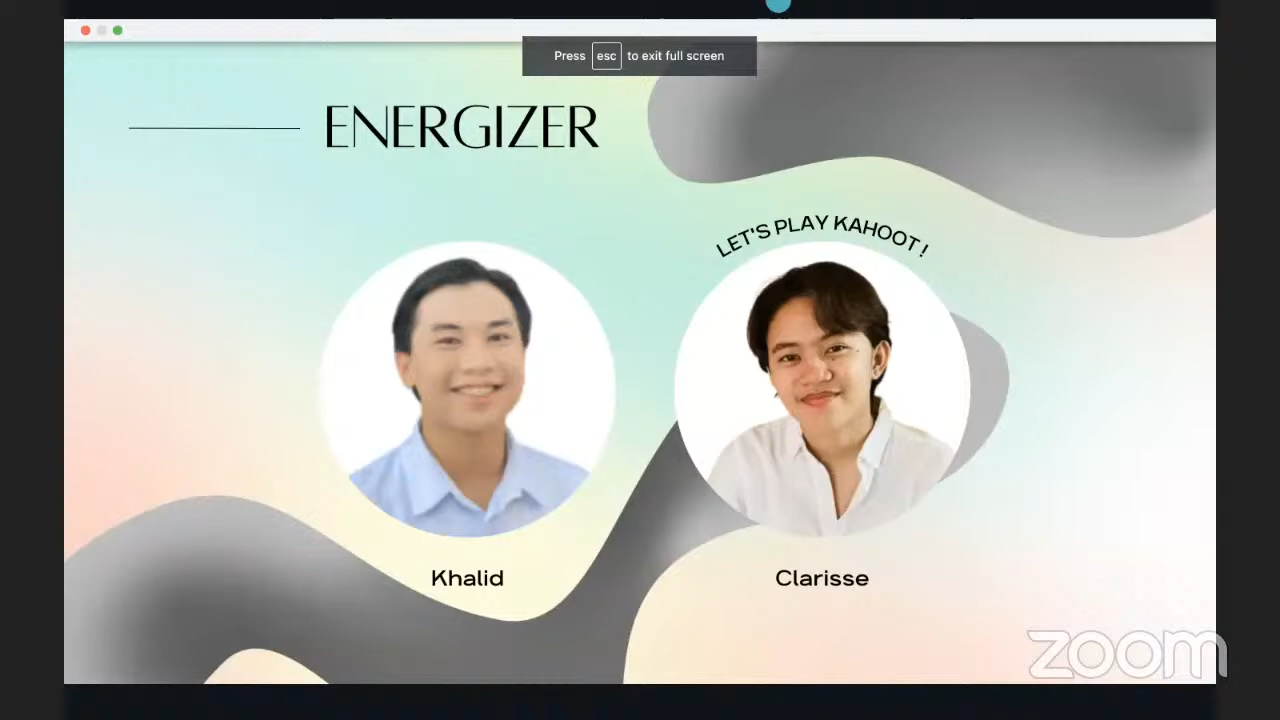 Press esc to exit full screen
ENERGIZER
LET'S PLAY KAHOOT !
Khalid
Clarisse
zoom